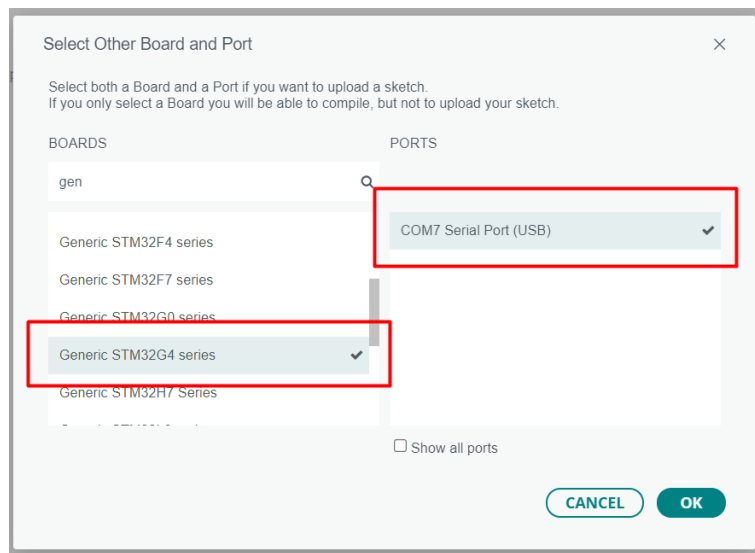 Select Other Board and Port
Select both a Board and a Port if you want to upload a sketch.
If you only select a Board you will be able to compile, but not to upload your sketch.
BOARDS
PORTS
gen
Generic STM32F4 series
Generic STM32F7 series
Generic STM32G0 series
Generic STM32G4 series
Generic STM32H7 Series
COM7 Serial Port (USB)
Show all ports
CANCEL
OK